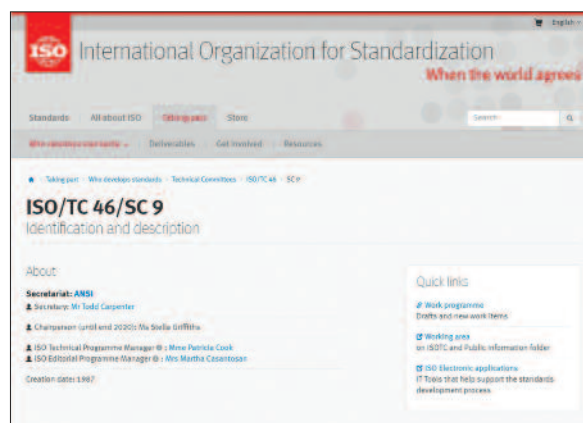 English
ISO
International Organization for Standardization
When the world agrees
Standards All about ISO Taking part Store
Search
Who develops standards Deliverables Get involved Resources
Taking part Who develops standards Technical Committees ISO/TC 46 SC 9
ISO/TC 46/SC 9
Identification and description
About
Secretariat: ANSI
Secretary: Mr Todd Carpenter
Chairperson (until end 2020): Ms Stella Griffiths
ISO Technical Programme Manager : Mme Patricia Cook
ISO Editorial Programme Manager : Mrs Martha Casantosan
Creation date: 1987
Quick links
Work programme
Drafts and new work items
Working area
on ISOTC and Public information folder
ISO Electronic applications
IT Tools that help support the standards
development process